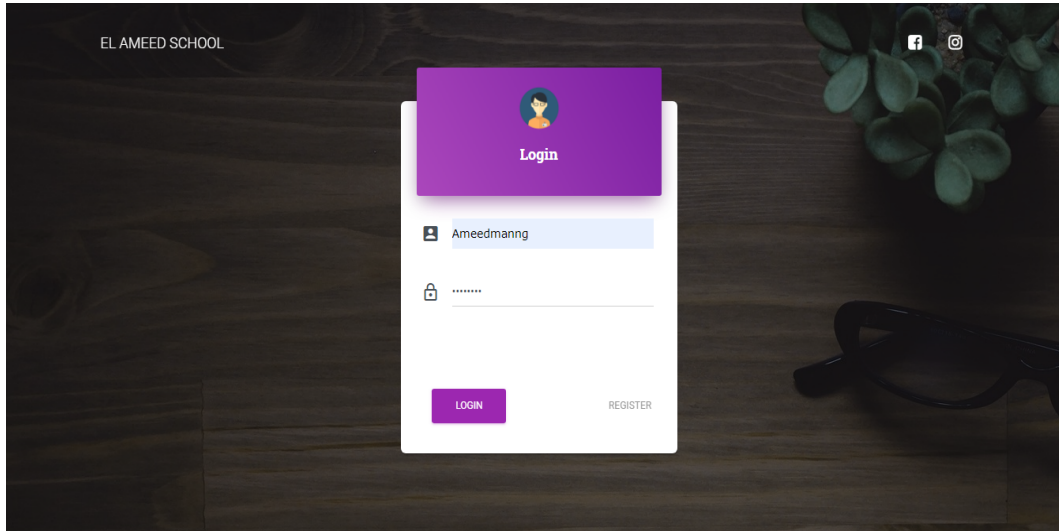 EL AMEED SCHOOL
Login
Ameedmanng
········
LOGIN
REGISTER